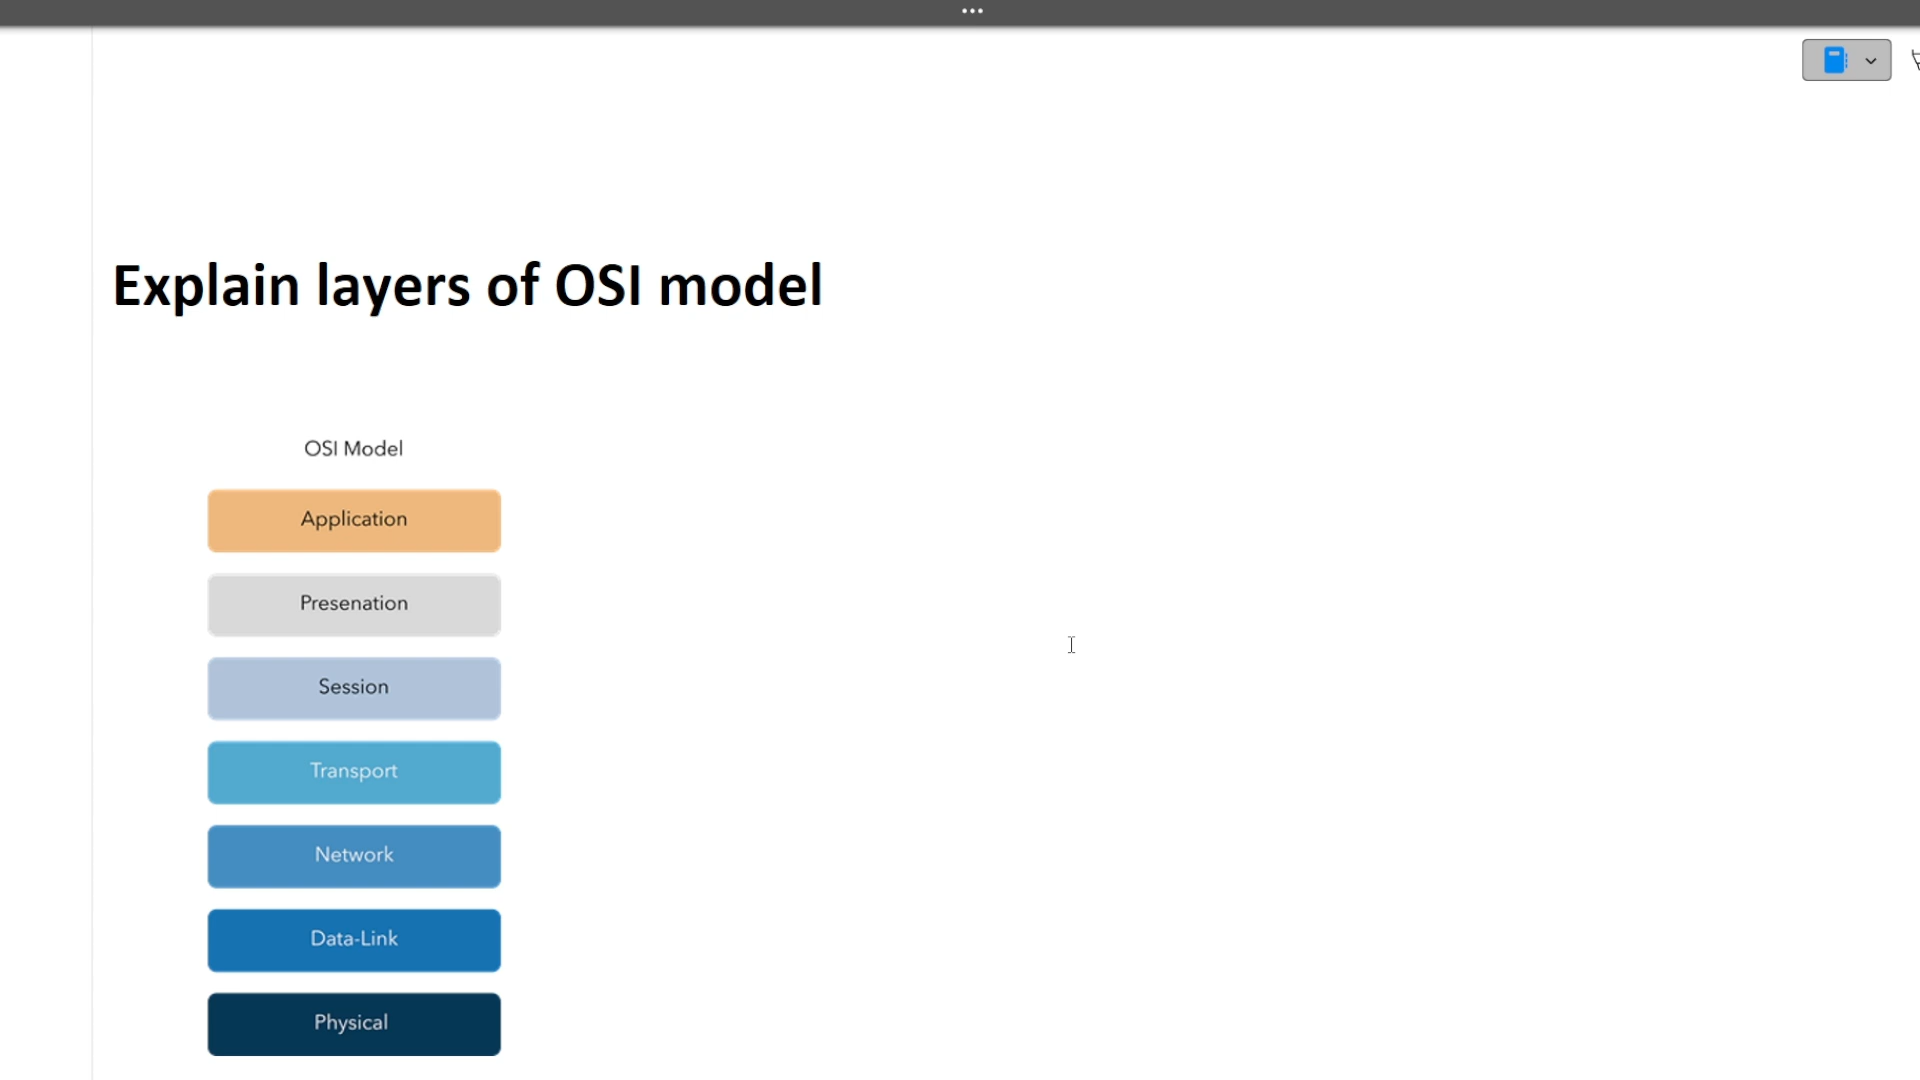 Explain layers of OSI model
OSI Model
Application
Presenation
Session
Transport
Network
Data-Link
Physical